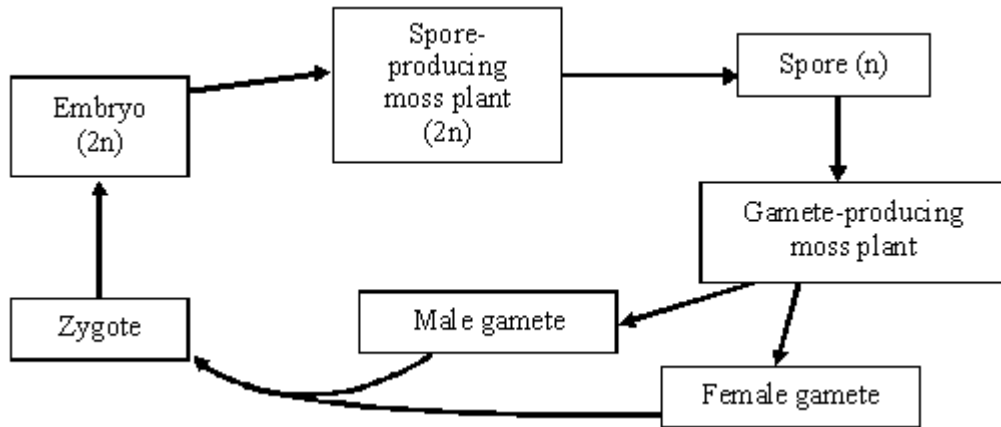 Embryo
(2n)
Spore-
producing
moss plant
(2n)
Spore (n)
Gamete-producing
moss plant
Male gamete
Female gamete
Zygote